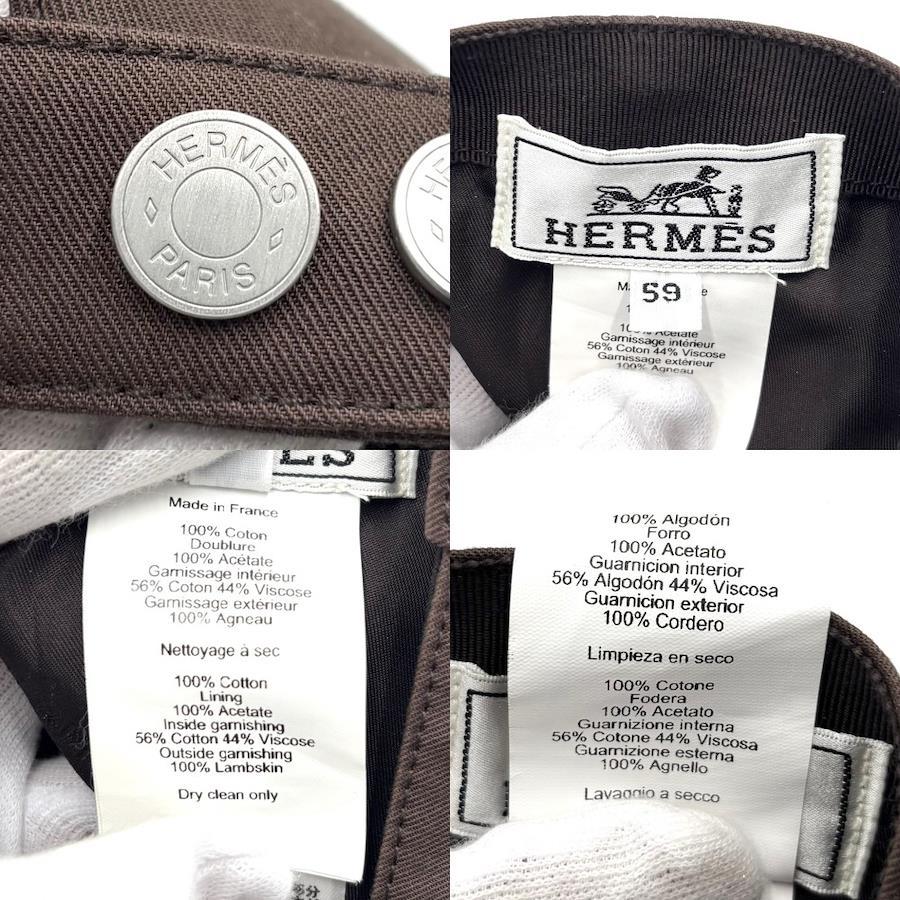 HERMÈS
PARIS
HERMÈS
59
100% Acétate
Garnissage intérieur
56% Coton 44% Viscose
Garnissage extérieur
100% Agneau
Made in France
100% Coton
Doublure
100% Acétate
Garnissage intérieur
56% Coton 44% Viscose
Garnissage extérieur
100% Agneau
Nettoyage à sec
100% Cotton
Lining
100% Acetate
Inside garnishing
56% Cotton 44% Viscose
Outside garnishing
100% Lambskin
Dry clean only
100% Algodón
Forro
100% Acetato
Guarnicion interior
56% Algodón 44% Viscosa
Guarnicion exterior
100% Cordero
Limpieza en seco
100% Cotone
Fodera
100% Acetato
Guarnizione interna
56% Cotone 44% Viscosa
Guarnizione esterna
100% Agnello
Lavaggio a secco